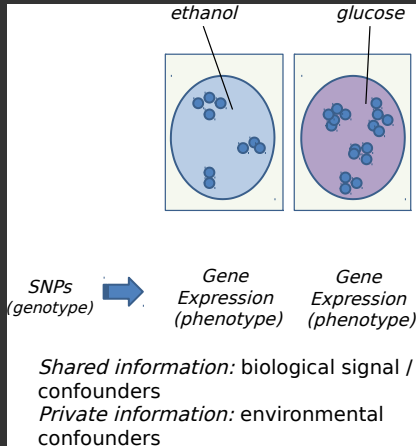 ethanol glucose
SNPs
(genotype)
Gene
Expression
(phenotype)
Gene
Expression
(phenotype)
Shared information: biological signal /
confounders
Private information: environmental
confounders